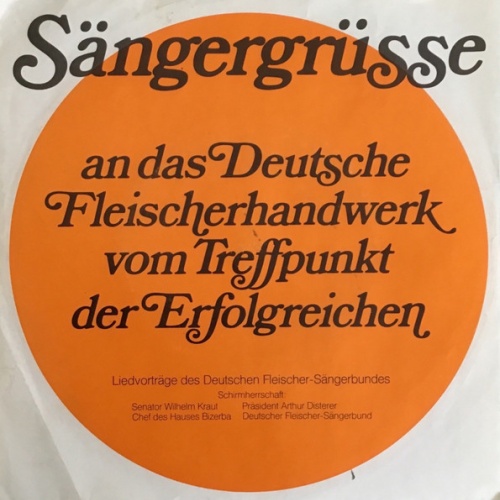 Sängergrüsse
an das Deutsche
Fleischerhandwerk
vom Treffpunkt
der Erfolgreichen
Liedvorträge des Deutschen Fleischer-Sängerbundes
Schirmherrschaft:
Senator Wilhelm Kraut Präsident Arthur Disterer
Chef des Hauses Bizerba Deutscher Fleischer-Sängerbund